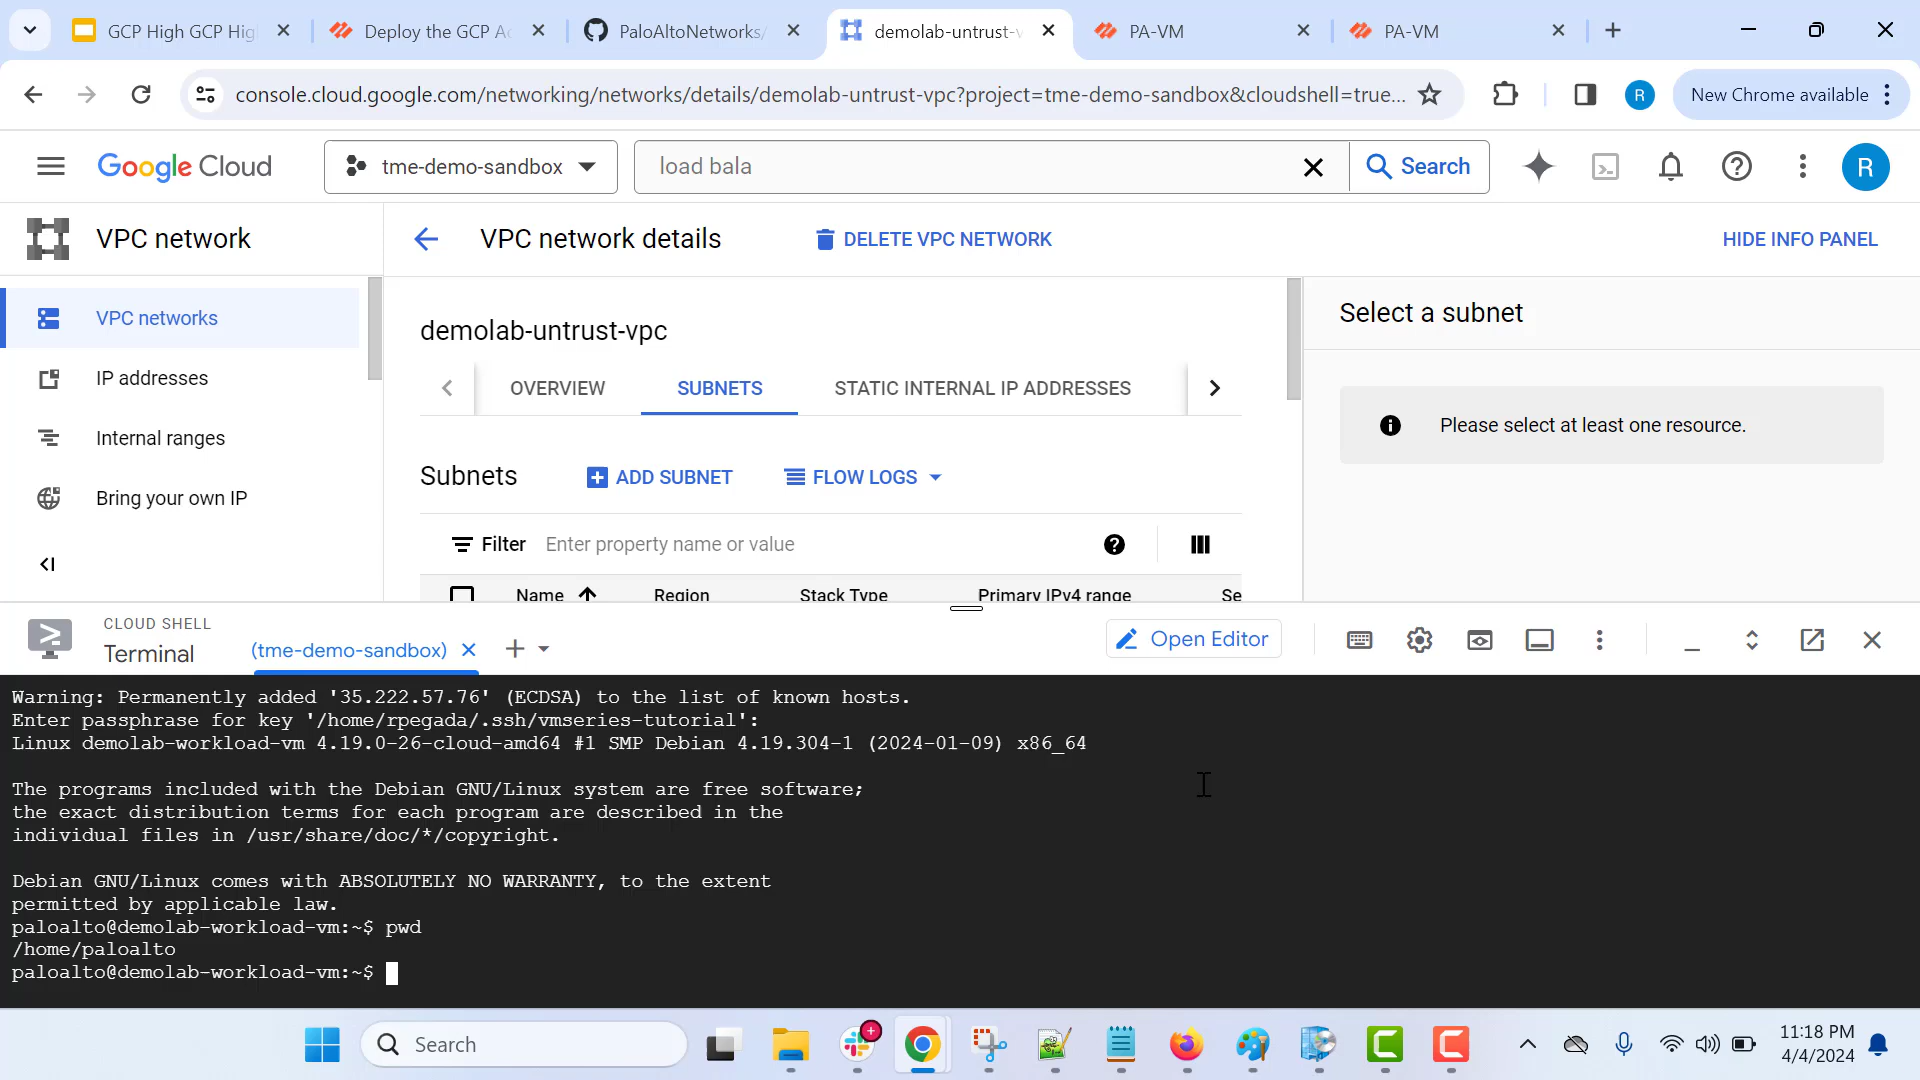 GCP High GCP Hig
Deploy the GCP Ac
PaloAltoNetworks/
demolab-untrust-v
PA-VM
PA-VM
console.cloud.google.com/networking/networks/details/demolab-untrust-vpc?project=tme-demo-sandbox&cloudshell=true...
R
New Chrome available
Google Cloud
tme-demo-sandbox
load bala
Search
R
VPC network
VPC network details
DELETE VPC NETWORK
HIDE INFO PANEL
VPC networks
IP addresses
Internal ranges
Bring your own IP
demolab-untrust-vpc
OVERVIEW
SUBNETS
STATIC INTERNAL IP ADDRESSES
Subnets
ADD SUBNET
FLOW LOGS
Filter
Enter property name or value
Name
Region
Stack Type
Primary IPv4 range
Se
Select a subnet
Please select at least one resource.
CLOUD SHELL
Terminal
(tme-demo-sandbox)
Open Editor
Warning: Permanently added '35.222.57.76' (ECDSA) to the list of known hosts.
Enter passphrase for key '/home/rpegada/.ssh/vmseries-tutorial':
Linux demolab-workload-vm 4.19.0-26-cloud-amd64 #1 SMP Debian 4.19.304-1 (2024-01-09) x86_64
The programs included with the Debian GNU/Linux system are free software;
the exact distribution terms for each program are described in the
individual files in /usr/share/doc/*/copyright.
Debian GNU/Linux comes with ABSOLUTELY NO WARRANTY, to the extent
permitted by applicable law.
paloalto@demolab-workload-vm:~$ pwd
/home/paloalto
paloalto@demolab-workload-vm:~$
Search
11:18 PM
4/4/2024